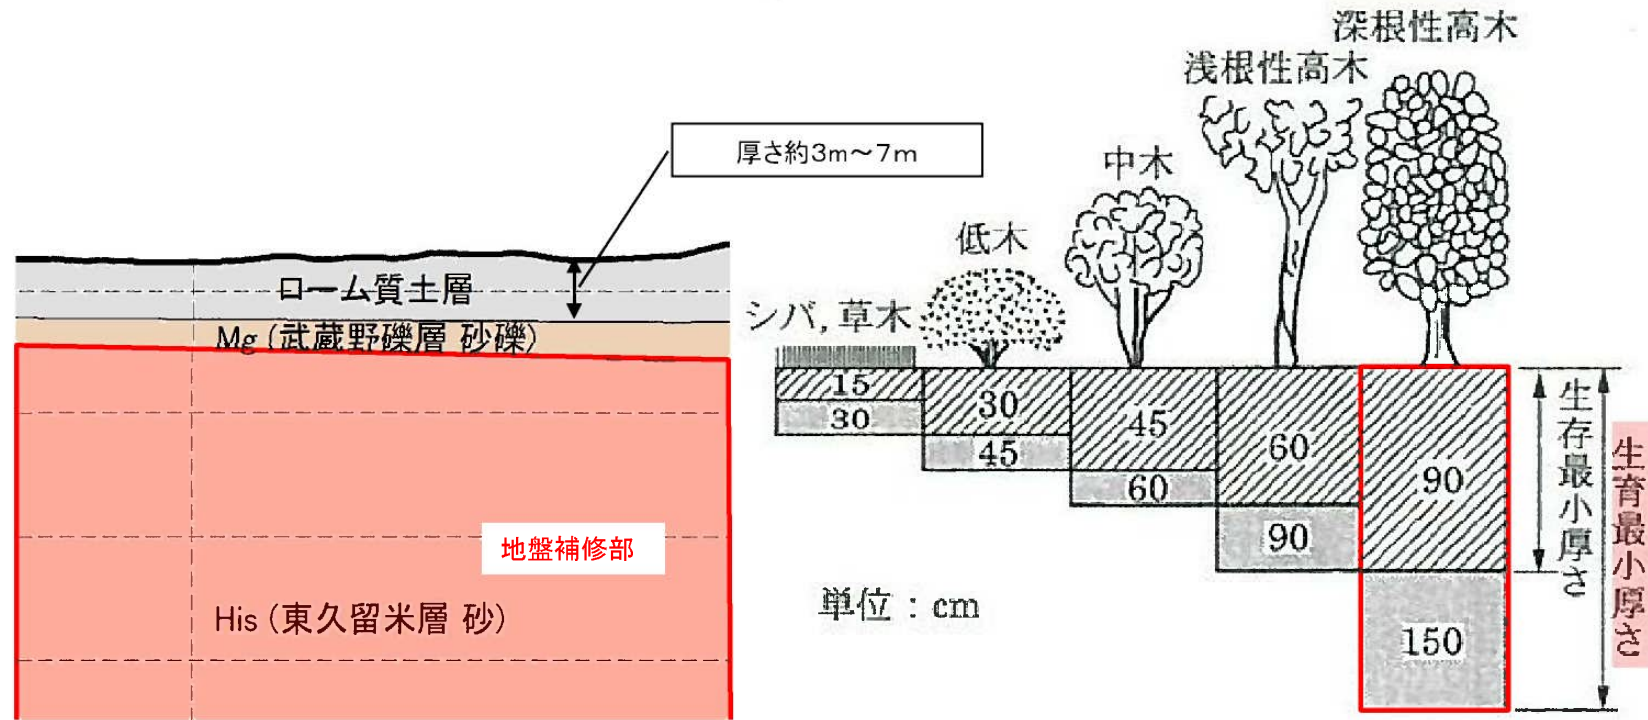 厚さ約3m～7m
ローム質土層
Mg (武蔵野礫層 砂礫)
地盤補修部
His (東久留米層 砂)
深根性高木
浅根性高木
中木
低木
シバ, 草木
15
30
30
45
45
60
60
90
90
150
生存最小厚さ
生育最小厚さ
単位：cm